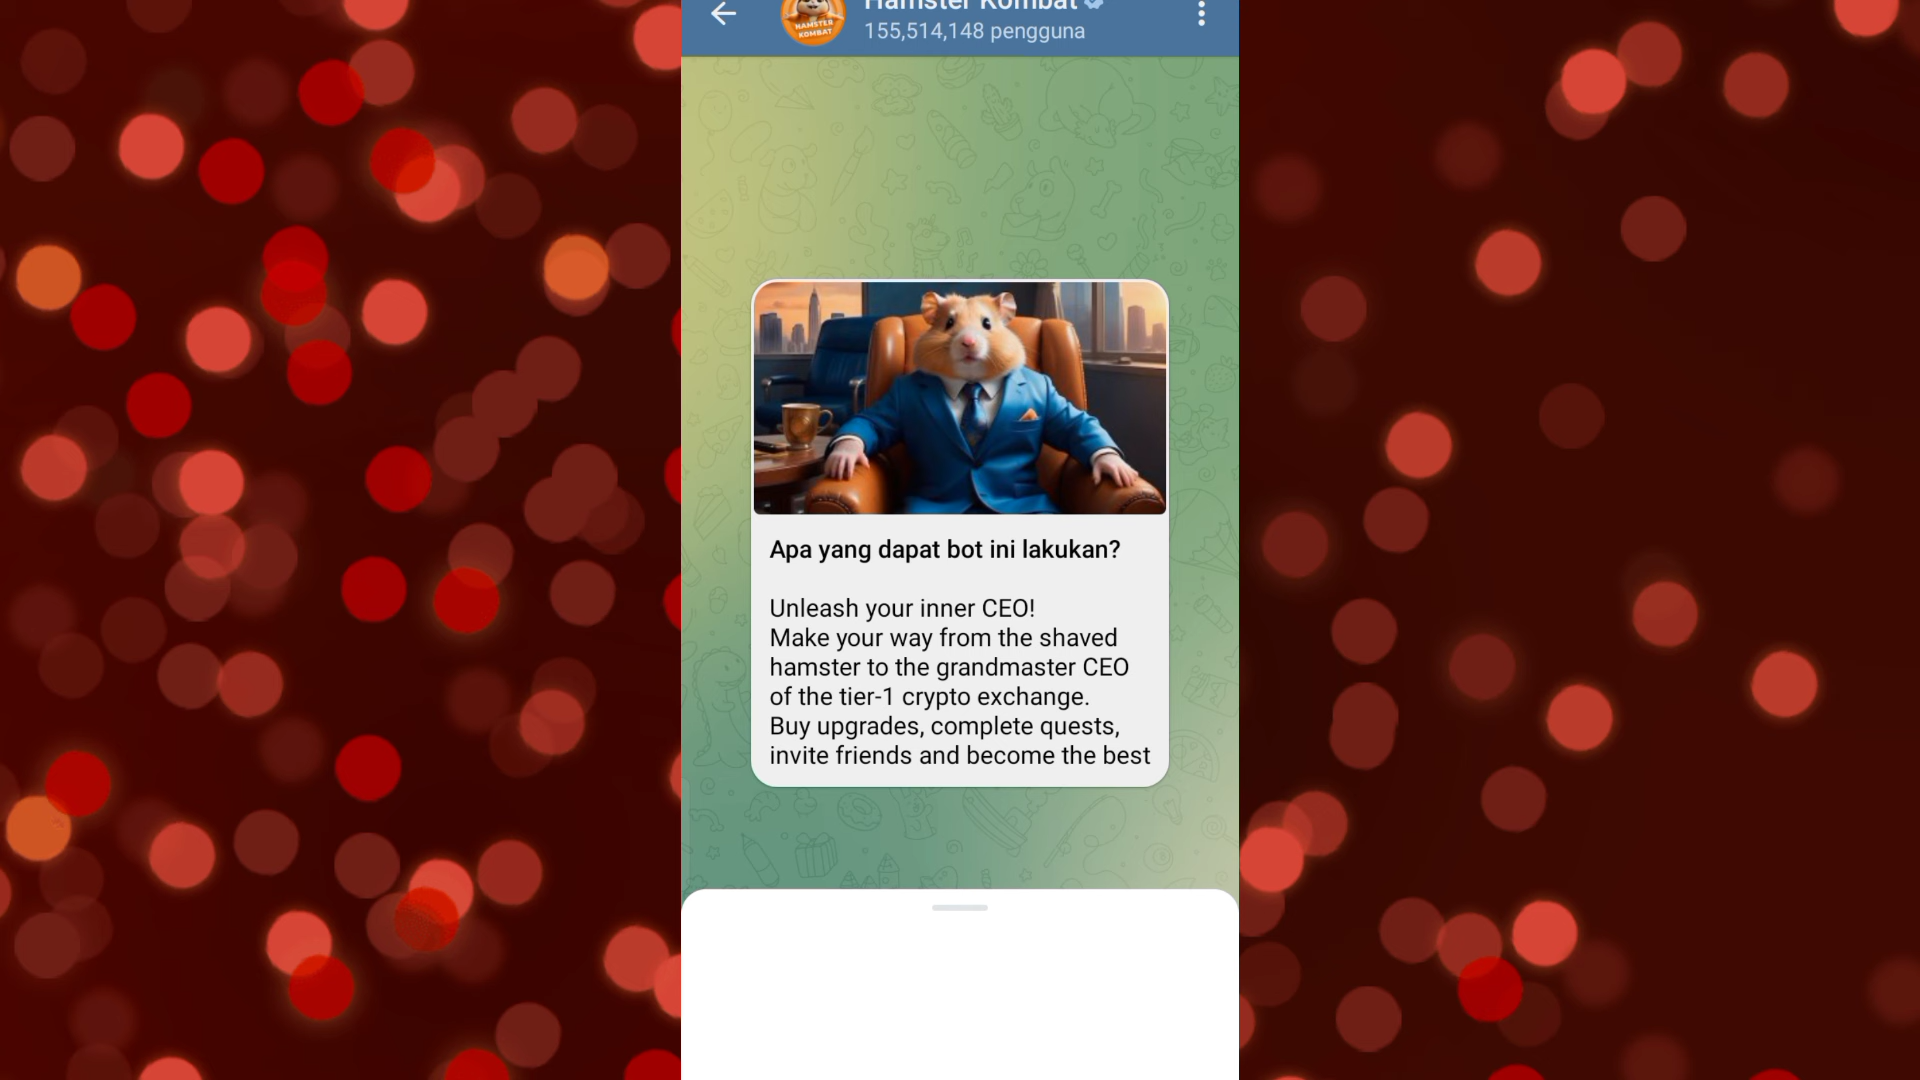 Hamster Kombat
HAMSTER
KOMBAT
155,514,148 pengguna
Apa yang dapat bot ini lakukan?
Unleash your inner CEO!
Make your way from the shaved
hamster to the grandmaster CEO
of the tier-1 crypto exchange.
Buy upgrades, complete quests,
invite friends and become the best